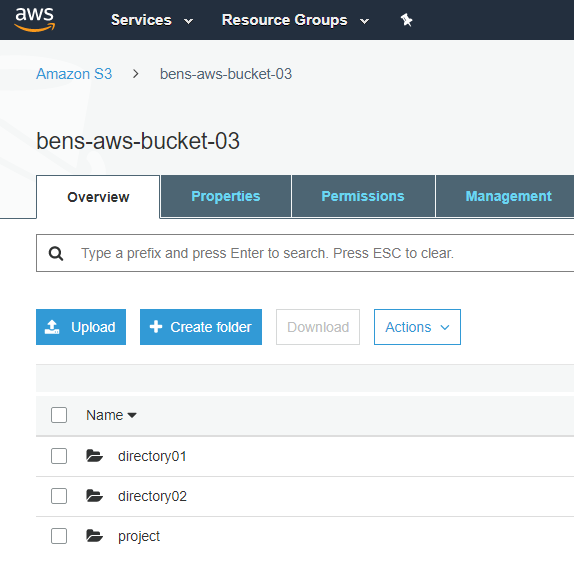 aws Services Resource Groups
Amazon S3 > bens-aws-bucket-03
bens-aws-bucket-03
Overview Properties Permissions Management
Type a prefix and press Enter to search. Press ESC to clear.
Upload + Create folder Download Actions
Name
directory01
directory02
project